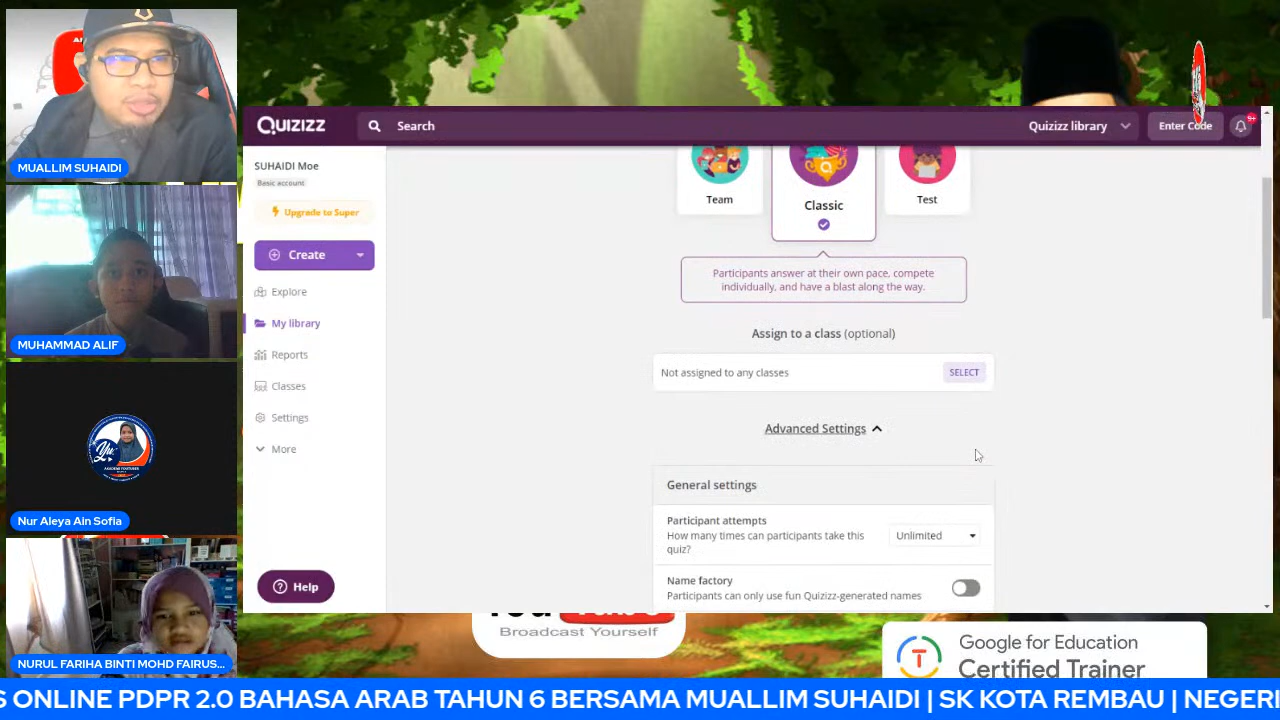 MUALLIM SUHAIDI
MUHAMMAD ALIF
Nur Aleya Ain Sofia
NURUL FARIHA BINTI MOHD FAIRUS...
QUIZIZZ
Search
Quizizz library
Enter Code
9+
SUHAIDI Moe
Basic account
Upgrade to Super
Create
Explore
My library
Reports
Classes
Settings
More
Help
Team
Classic
Test
Participants answer at their own pace, compete
individually, and have a blast along the way.
Assign to a class (optional)
Not assigned to any classes
SELECT
Advanced Settings
General settings
Participant attempts
How many times can participants take this
quiz?
Unlimited
Name factory
Participants can only use fun Quizizz-generated names
Broadcast Yourself
Google for Education
Certified Trainer
S ONLINE PDPR 2.0 BAHASA ARAB TAHUN 6 BERSAMA MUALLIM SUHAIDI | SK KOTA REMBAU | NEGERI